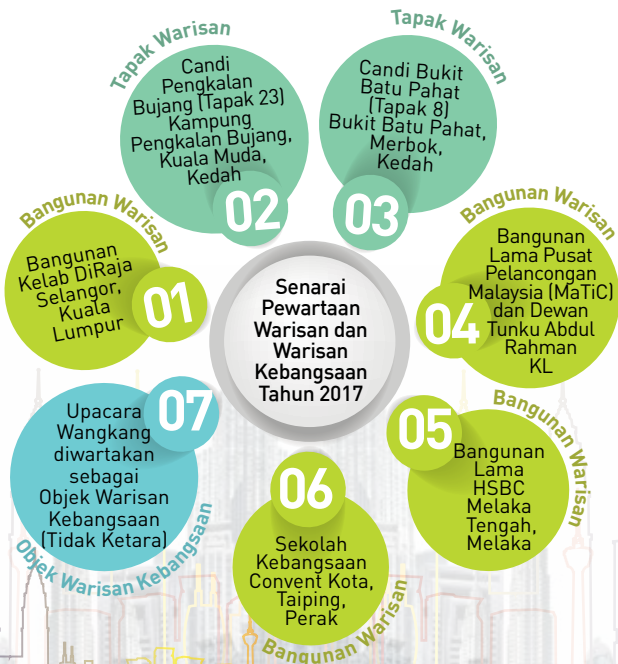 Senarai
Pewartaan
Warisan dan
Warisan
Kebangsaan
Tahun 2017
Bangunan Warisan
01
Bangunan
Kelab DiRaja
Selangor,
Kuala
Lumpur
Tapak Warisan
02
Candi
Pengkalan
Bujang (Tapak 23)
Kampung
Pengkalan Bujang,
Kuala Muda,
Kedah
Tapak Warisan
03
Candi Bukit
Batu Pahat
(Tapak 8)
Bukit Batu Pahat,
Merbok,
Kedah
Bangunan Warisan
04
Bangunan
Lama Pusat
Pelancongan
Malaysia (MaTiC)
dan Dewan
Tunku Abdul
Rahman
KL
Bangunan Warisan
05
Bangunan
Lama
HSBC
Melaka
Tengah,
Melaka
Bangunan Warisan
06
Sekolah
Kebangsaan
Convent Kota,
Taiping,
Perak
Objek Warisan Kebangsaan
07
Upacara
Wangkang
diwartakan
sebagai
Objek Warisan
Kebangsaan
(Tidak Ketara)